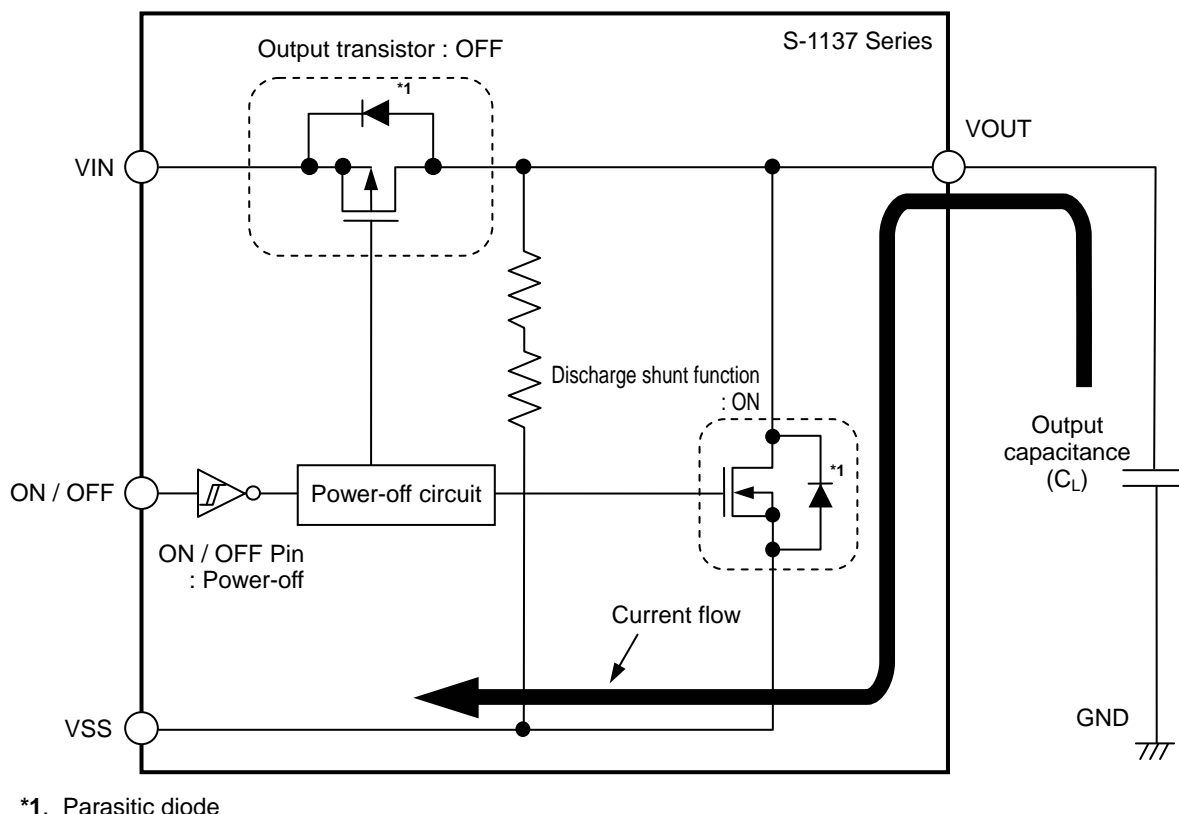 S-1137 Series
Output transistor : OFF
*1
VOUT
VIN
Discharge shunt function
: ON
Output
capacitance
(CL)
*1
ON / OFF
Power-off circuit
ON / OFF Pin
: Power-off
Current flow
GND
VSS
*1. Parasitic diode